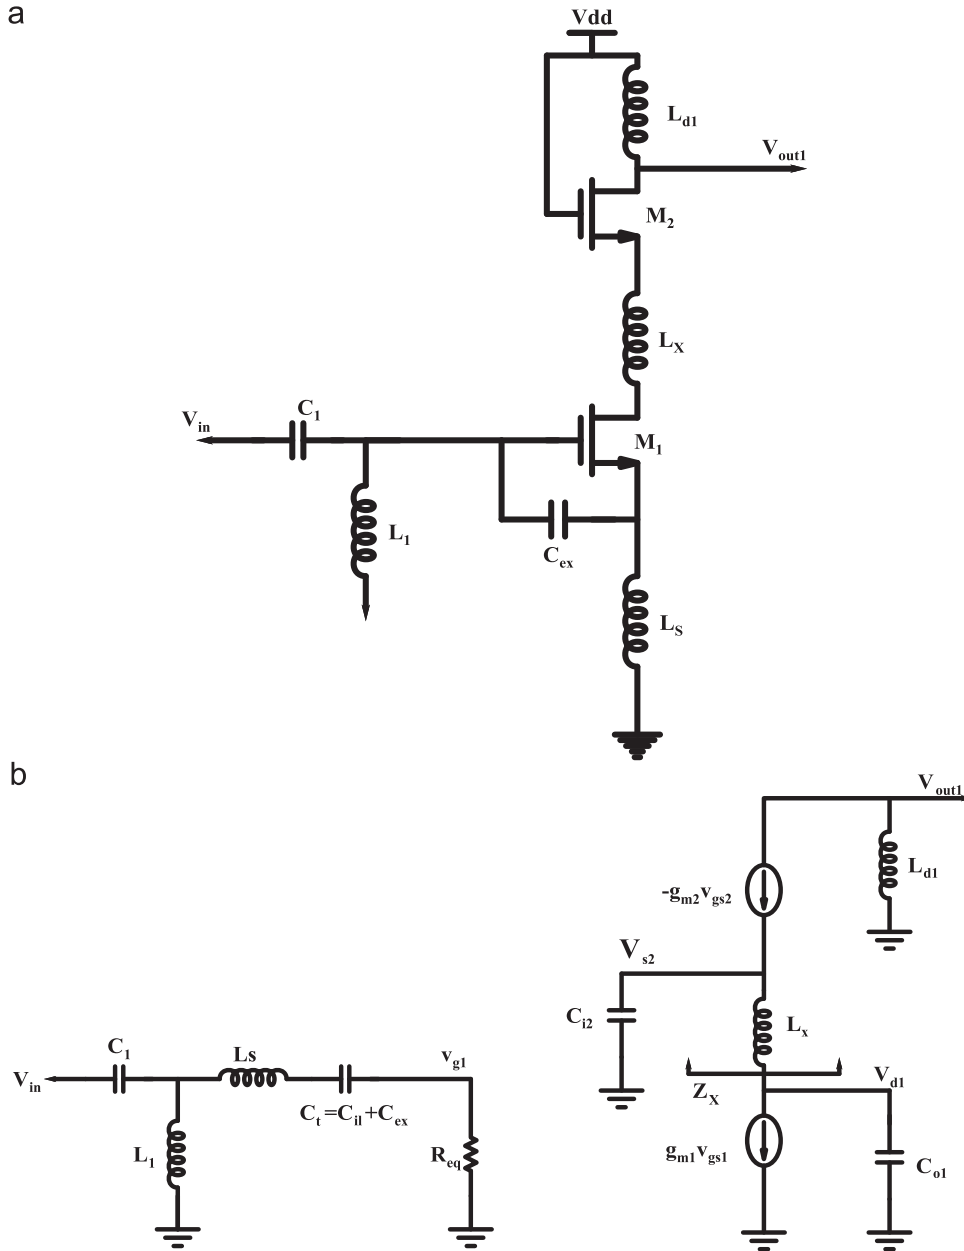 a
Vdd
Ld1
Vout1
M2
LX
C1
Vin
M1
L1
Cex
LS
b
Vout1
Ld1
-gm2vgs2
Vs2
Ci2
Lx
C1
Ls
vg1
Vin
ZX
Vd1
Ct=Cil+Cex
L1
Req
gm1vgs1
Co1